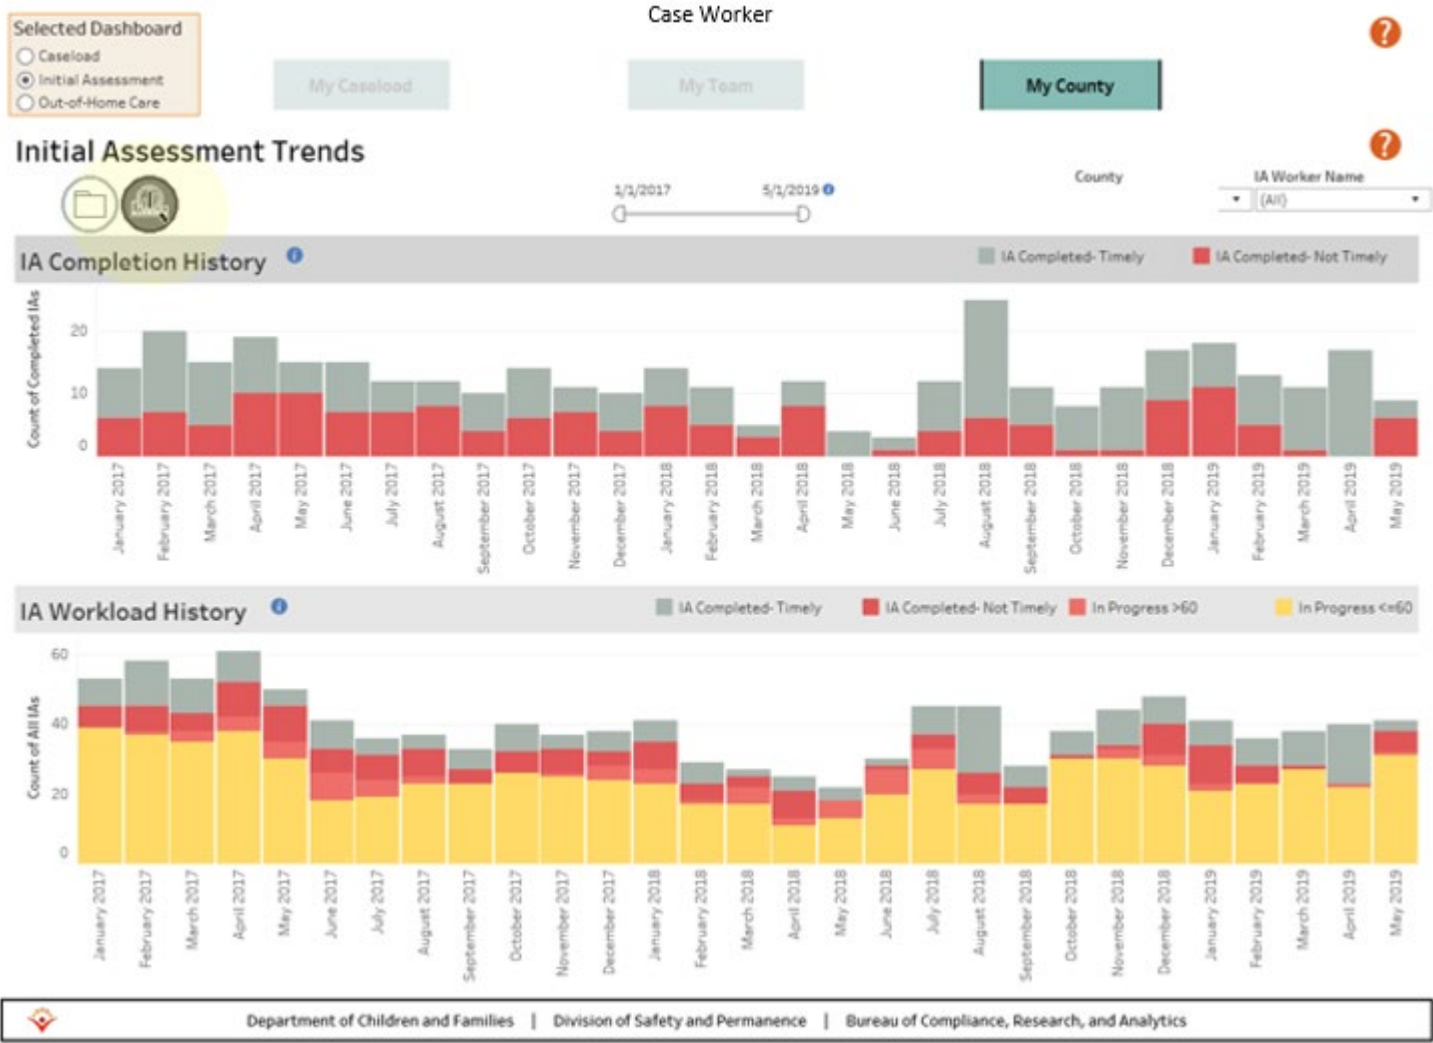 Case Worker
Selected Dashboard
Caseload
Initial Assessment
Out-of-Home Care
My Caseload
My Team
My County
?
Initial Assessment Trends
?
1/1/2017
5/1/2019
County
IA Worker Name
(All)
IA Completion History
IA Completed- Timely
IA Completed- Not Timely
Count of Completed IAs
20
10
0
January 2017
February 2017
March 2017
April 2017
May 2017
June 2017
July 2017
August 2017
September 2017
October 2017
November 2017
December 2017
January 2018
February 2018
March 2018
April 2018
May 2018
June 2018
July 2018
August 2018
September 2018
October 2018
November 2018
December 2018
January 2019
February 2019
March 2019
April 2019
May 2019
IA Workload History
IA Completed- Timely
IA Completed- Not Timely
In Progress >60
In Progress <=60
Count of All IAs
60
40
20
0
January 2017
February 2017
March 2017
April 2017
May 2017
June 2017
July 2017
August 2017
September 2017
October 2017
November 2017
December 2017
January 2018
February 2018
March 2018
April 2018
May 2018
June 2018
July 2018
August 2018
September 2018
October 2018
November 2018
December 2018
January 2019
February 2019
March 2019
April 2019
May 2019
Department of Children and Families | Division of Safety and Permanence | Bureau of Compliance, Research, and Analytics